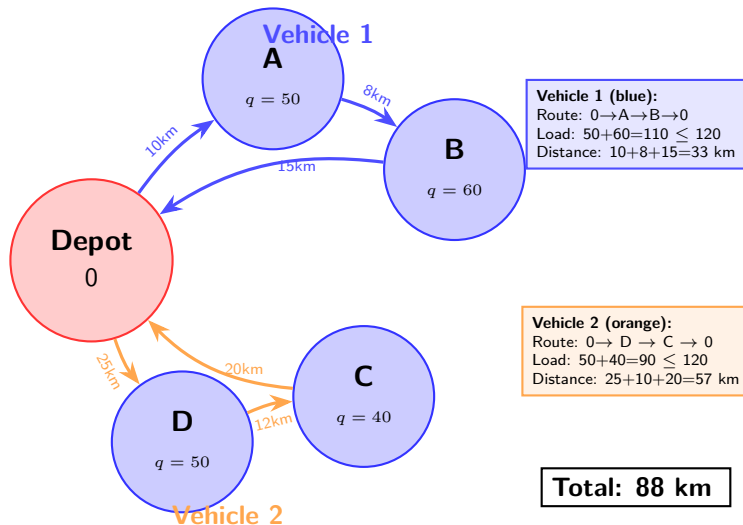 Vehicle 1
A
q = 50
8km
10km
B
q = 60
15km
Vehicle 1 (blue):
Route: 0→A→B→0
Load: 50+60=110 ≤ 120
Distance: 10+8+15=33 km
Depot
0
25km
20km
C
q = 40
12km
D
q = 50
Vehicle 2
Vehicle 2 (orange):
Route: 0→ D → C → 0
Load: 50+40=90 ≤ 120
Distance: 25+10+20=57 km
Total: 88 km